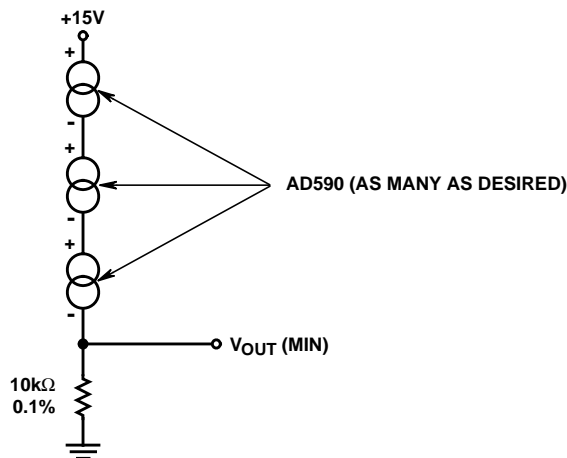 +15V
+
-
+
-
+
-
AD590 (AS MANY AS DESIRED)
VOUT (MIN)
10kΩ
0.1%